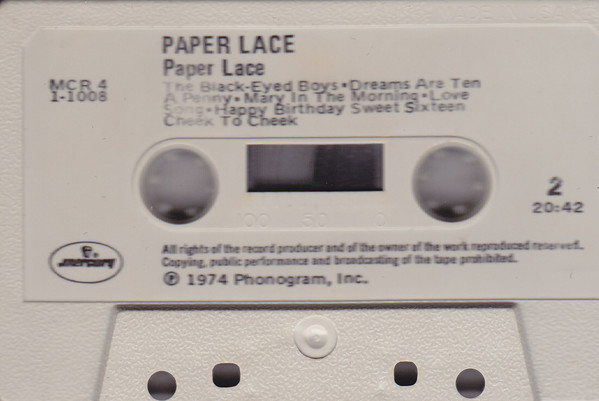 PAPER LACE
Paper Lace
MCR 4
1-1008
The Black-Eyed Boys•Dreams Are Ten
A Penny•Mary In The Morning•Love
Song•Happy Birthday Sweet Sixteen
Cheek To Cheek
100 50 0
2
20:42
mercury
All rights of the record producer and of the owner of the work reproduced reserved.
Copying, public performance and broadcasting of the tape prohibited.
℗ 1974 Phonogram, Inc.